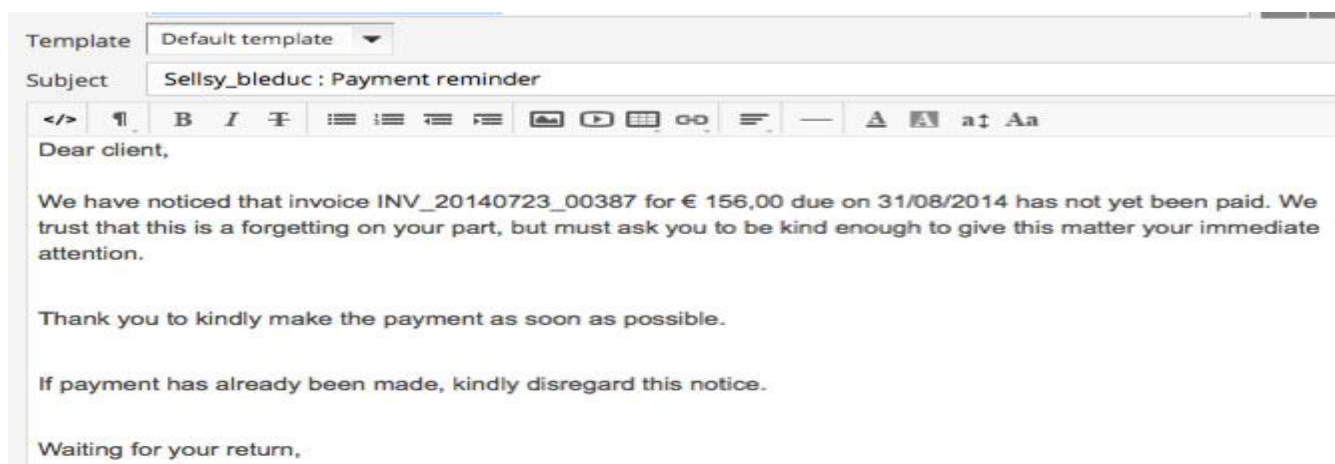 Template Default template
Subject Sellsy_bleduc : Payment reminder
</> ¶ B I T a↕ Aa
Dear client,
We have noticed that invoice INV_20140723_00387 for € 156,00 due on 31/08/2014 has not yet been paid. We
trust that this is a forgetting on your part, but must ask you to be kind enough to give this matter your immediate
attention.
Thank you to kindly make the payment as soon as possible.
If payment has already been made, kindly disregard this notice.
Waiting for your return,